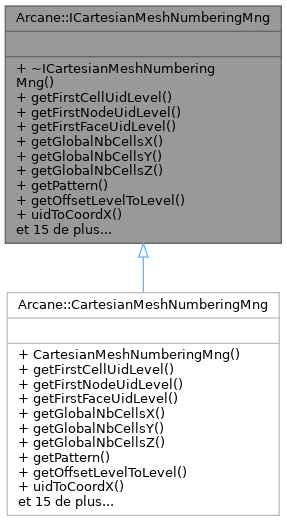 Arcane::ICartesianMeshNumberingMng
+ ~ICartesianMeshNumbering
Mng()
+ getFirstCellUidLevel()
+ getFirstNodeUidLevel()
+ getFirstFaceUidLevel()
+ getGlobalNbCellsX()
+ getGlobalNbCellsY()
+ getGlobalNbCellsZ()
+ getPattern()
+ getOffsetLevelToLevel()
+ uidToCoordX()
et 15 de plus...
Arcane::CartesianMeshNumberingMng
+ CartesianMeshNumberingMng()
+ getFirstCellUidLevel()
+ getFirstNodeUidLevel()
+ getFirstFaceUidLevel()
+ getGlobalNbCellsX()
+ getGlobalNbCellsY()
+ getGlobalNbCellsZ()
+ getPattern()
+ getOffsetLevelToLevel()
+ uidToCoordX()
et 15 de plus...